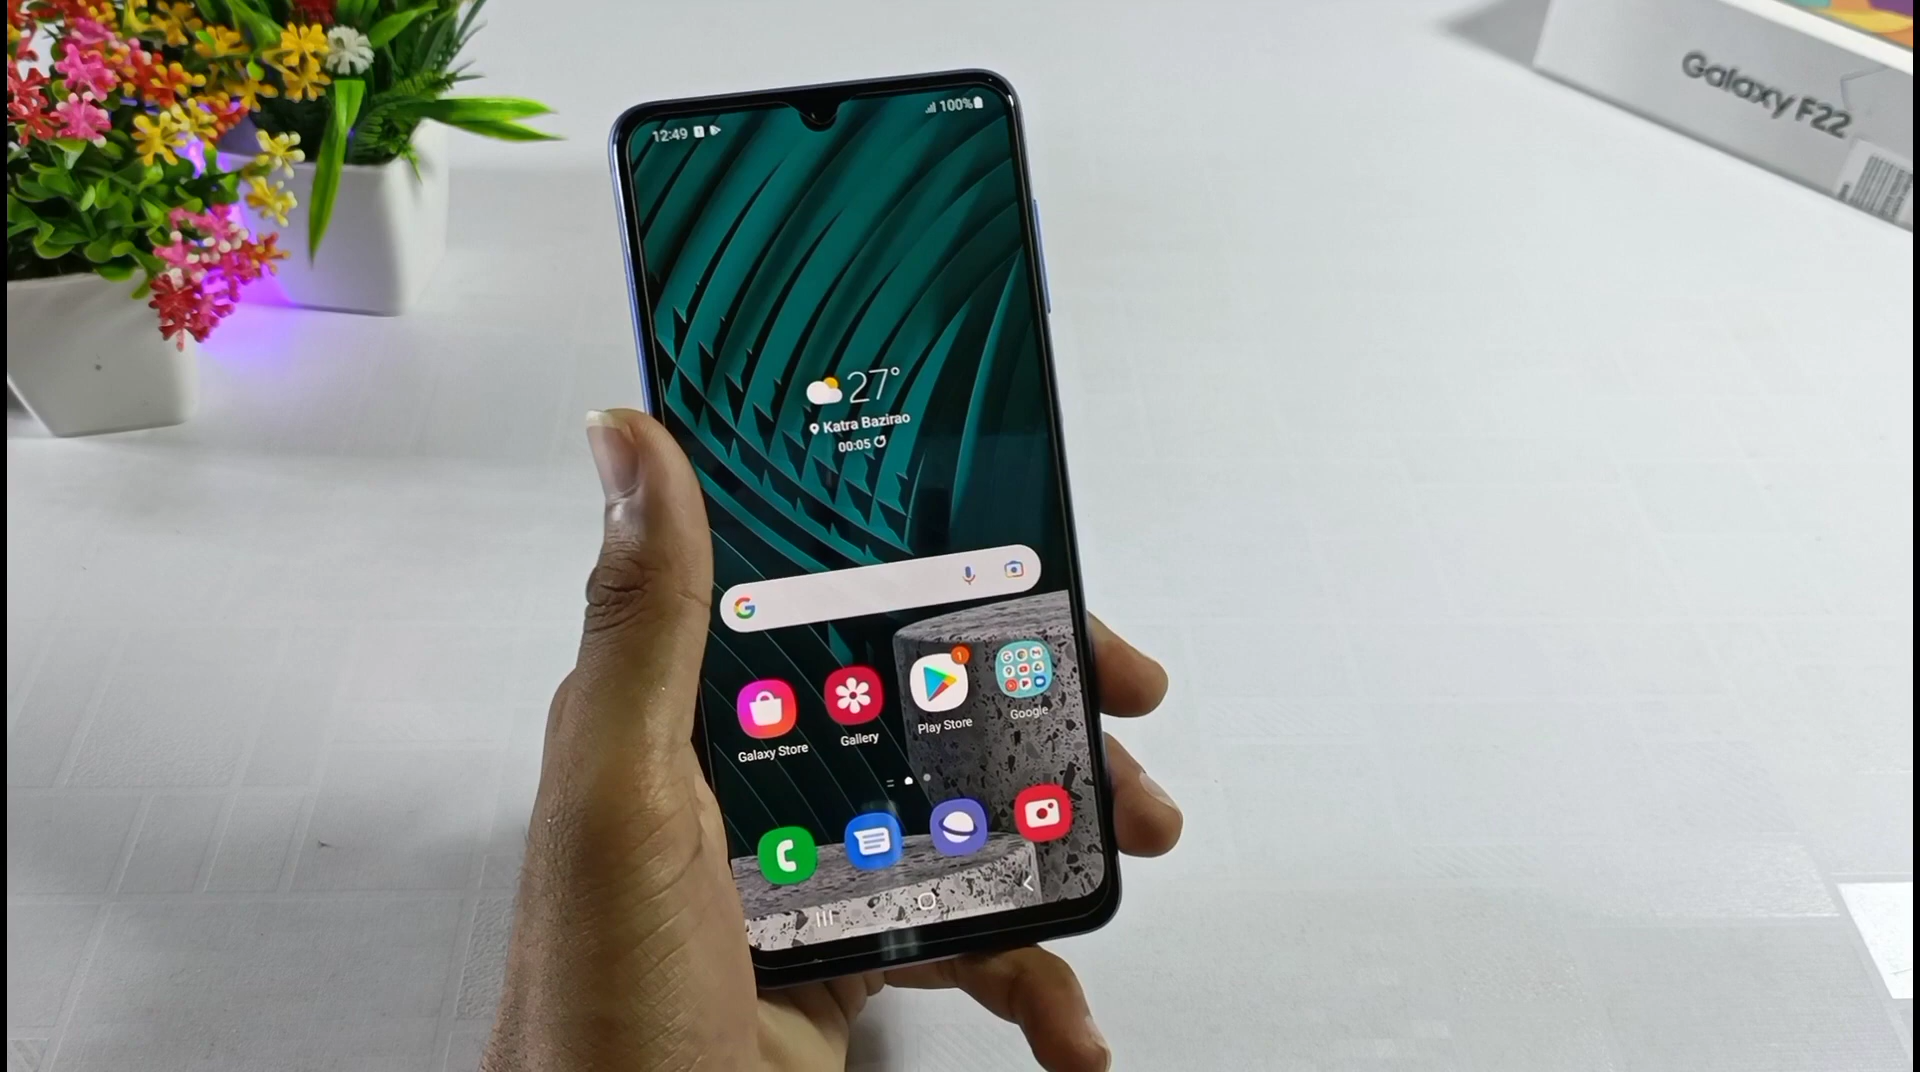 Galaxy F22
12:49
100%
27°
Katra Bazirao
00:05
G
1
Galaxy Store
Gallery
Play Store
Google